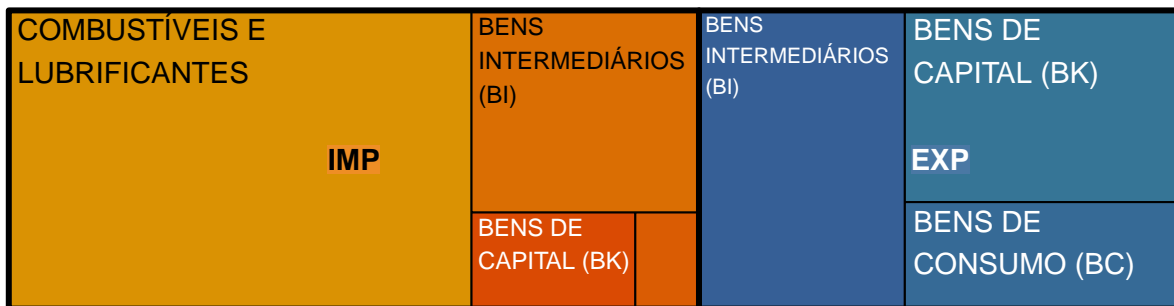 COMBUSTÍVEIS E
LUBRIFICANTES
IMP
BENS
INTERMEDIÁRIOS
(BI)
BENS DE
CAPITAL (BK)
BENS
INTERMEDIÁRIOS
(BI)
BENS DE
CAPITAL (BK)
EXP
BENS DE
CONSUMO (BC)